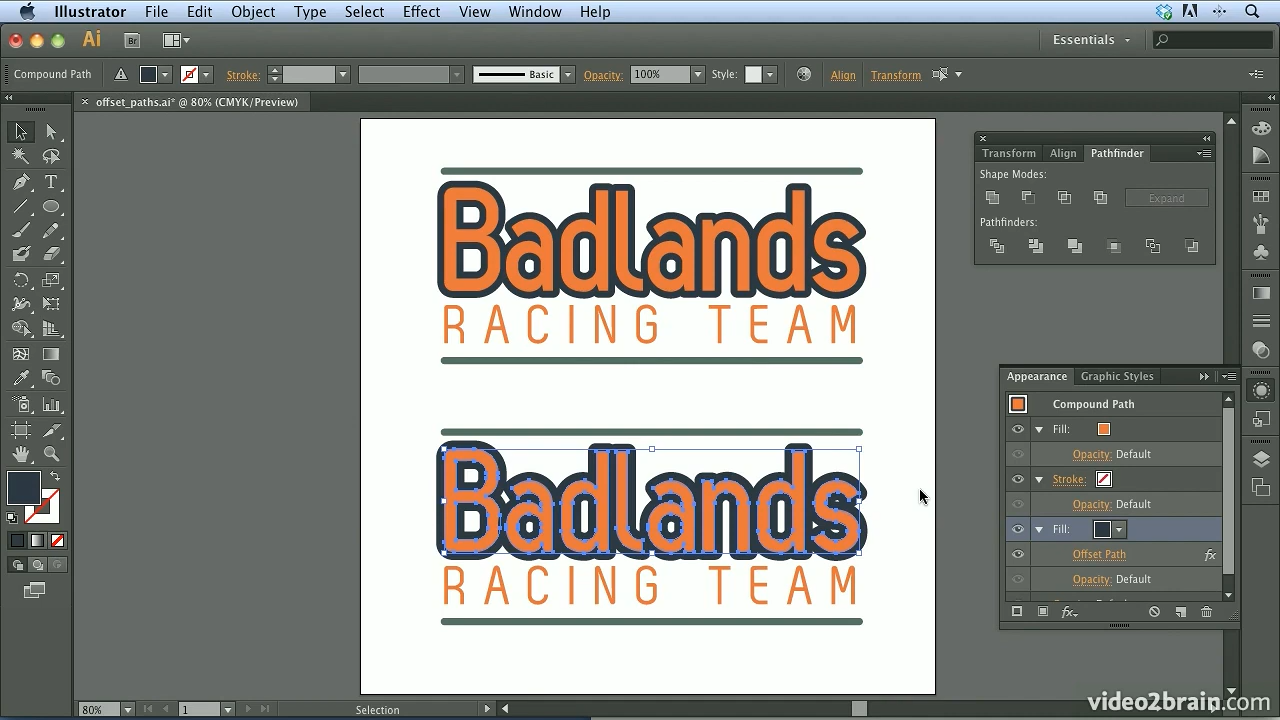 Illustrator File Edit Object Type Select Effect View Window Help
Ai Br Essentials
Compound Path Stroke: Basic Opacity: 100% Style: Align Transform
offset_paths.ai* @ 80% (CMYK/Preview)
Transform Align Pathfinder
Shape Modes:
Expand
Pathfinders:
Badlands
RACING TEAM
Badlands
RACING TEAM
Appearance Graphic Styles
Compound Path
Fill:
Opacity: Default
Stroke:
Opacity: Default
Fill:
Offset Path fx
Opacity: Default
fx
80% 1 Selection
video2brain.com